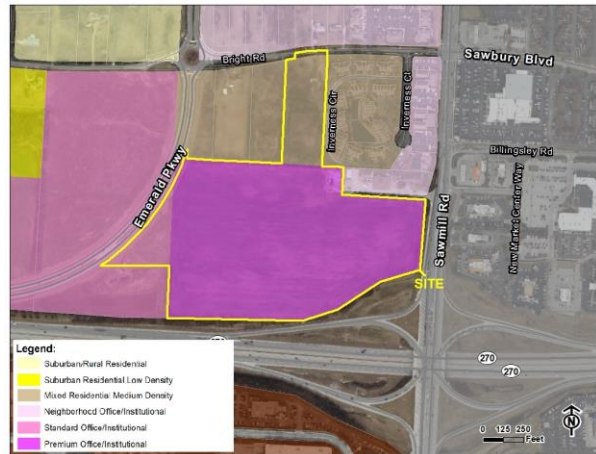 Bright Rd
Sawbury Blvd
Inverness Cir
Inverness Ct
Billingsley Rd
Emerald Pkwy
Sawmill Rd
New Market Center Way
SITE
270
270
270
Legend:
Suburban/Rural Residential
Suburban Residential Low Density
Mixed Residential Medium Density
Neighborhood Office/Institutional
Standard Office/Institutional
Premium Office/Institutional
0 125 250
Feet
N